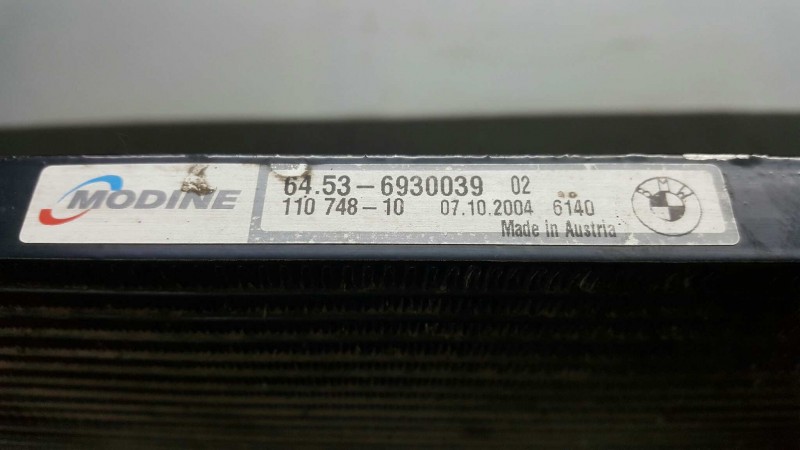 MODINE
64.53-6930039 02
110 748-10 07.10.2004 6140
Made in Austria
BMW